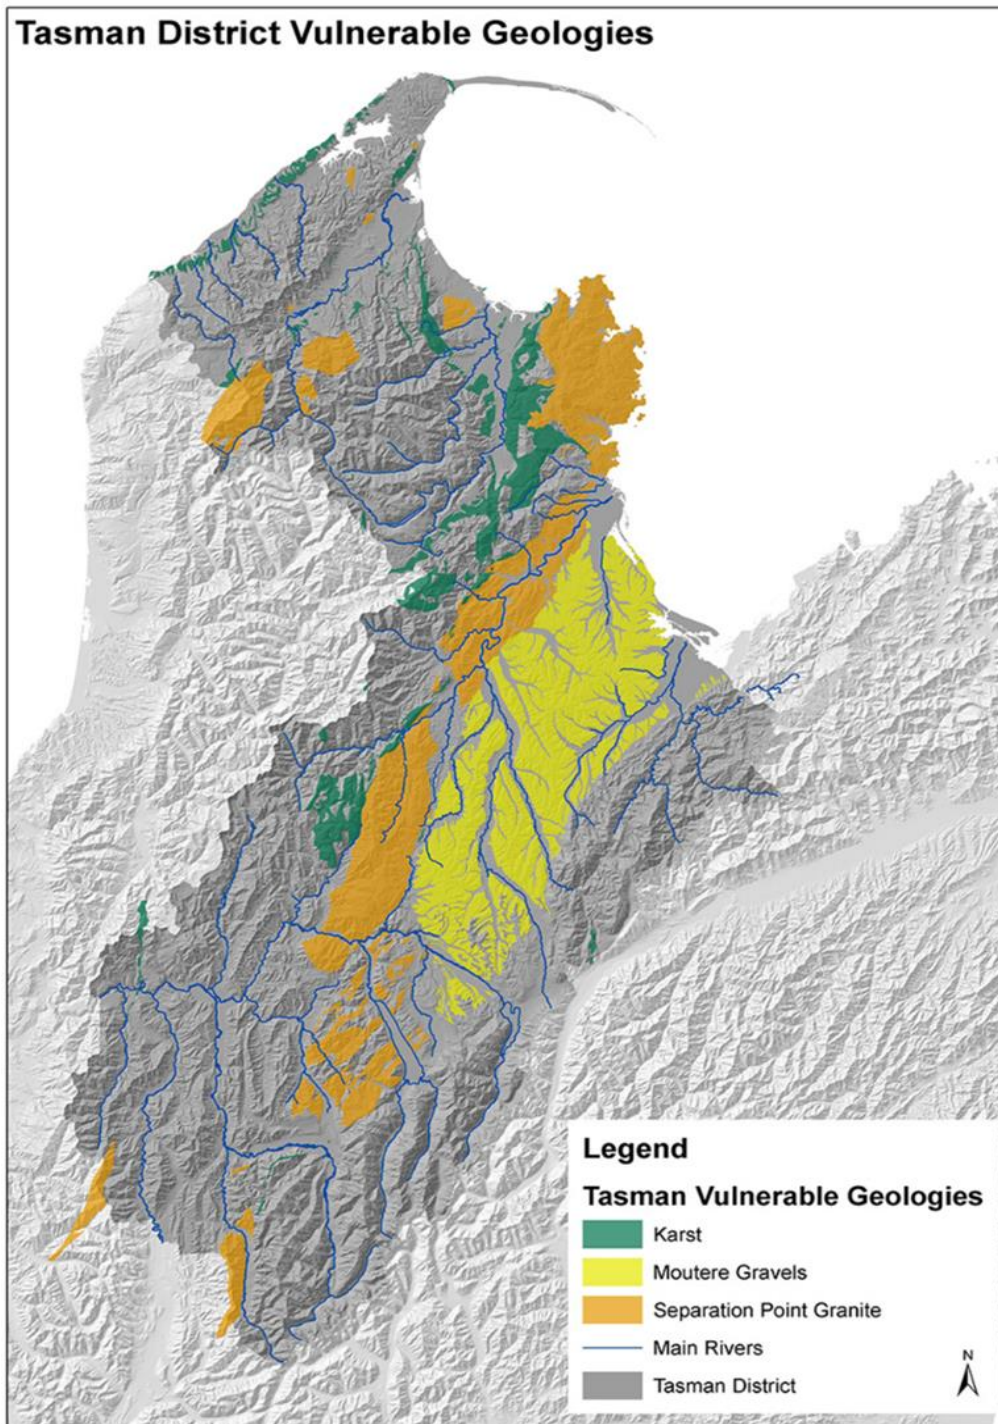 Tasman District Vulnerable Geologies
Legend
Tasman Vulnerable Geologies
Karst
Moutere Gravels
Separation Point Granite
Main Rivers
Tasman District
N